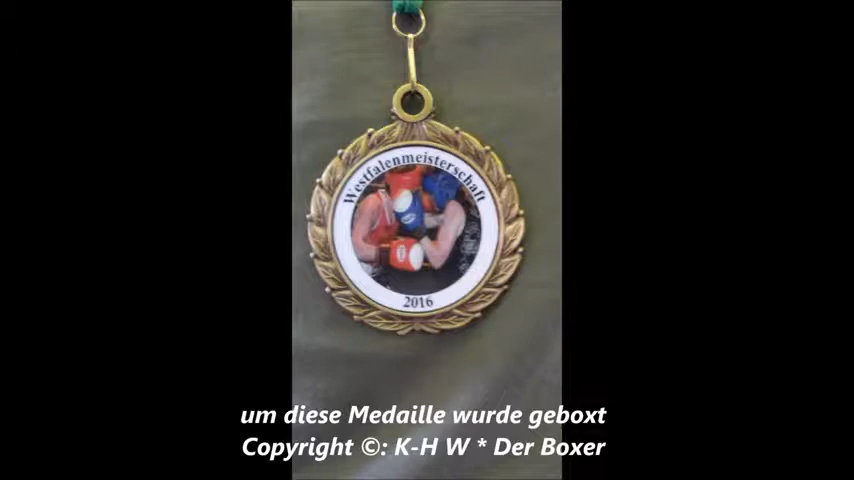 Westfalenmeisterschaft
2016
um diese Medaille wurde geboxt
Copyright ©: K-H W * Der Boxer